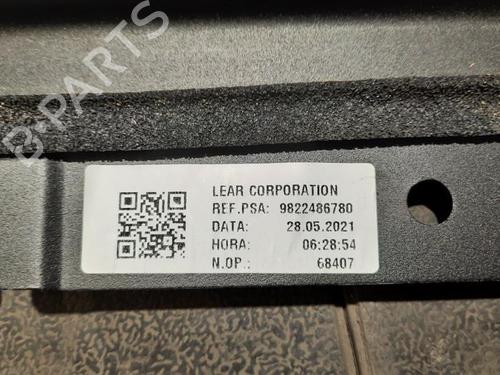 B-PARTS
LEAR CORPORATION
REF.PSA: 9822486780
DATA: 28.05.2021
HORA: 06:28:54
N.OP.: 68407